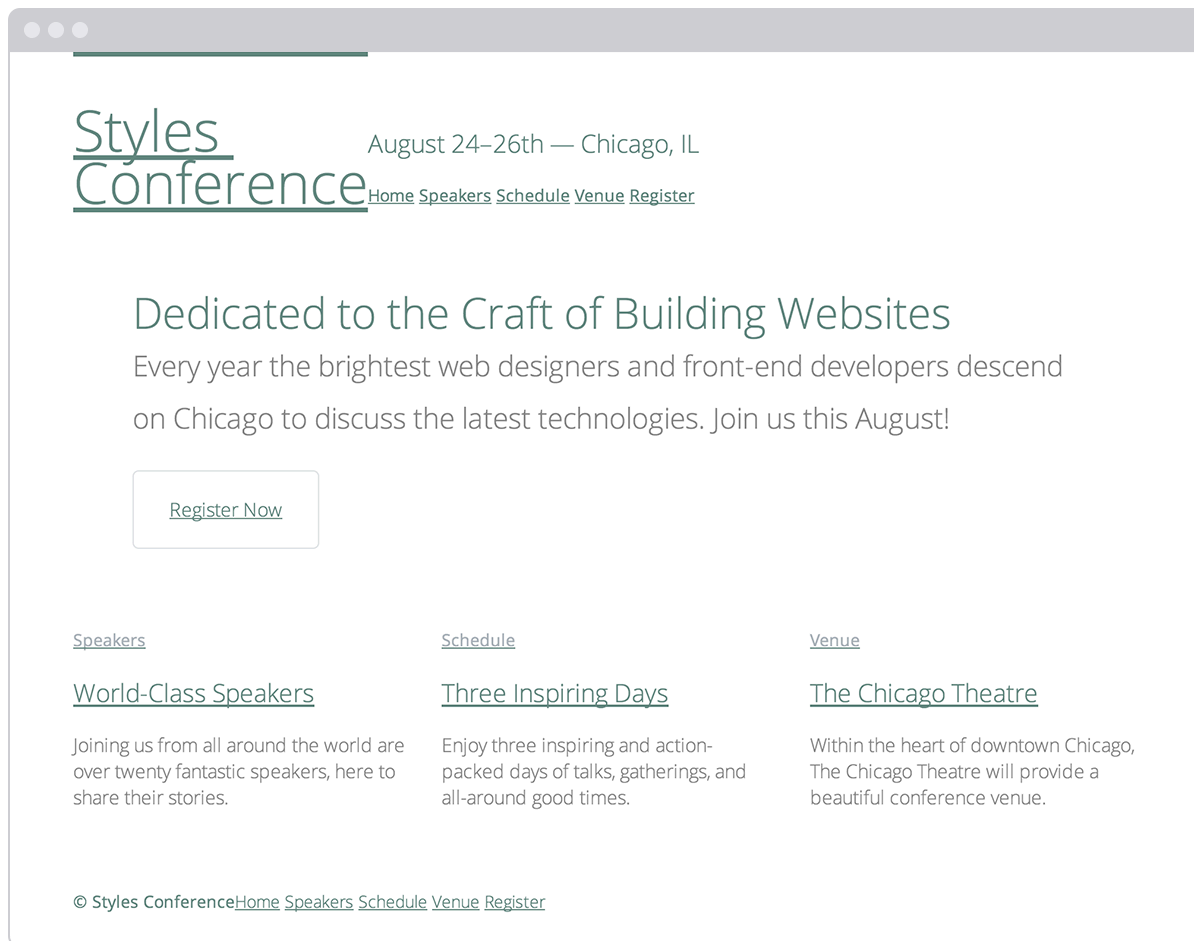 Styles
Conference
August 24–26th — Chicago, IL
Home Speakers Schedule Venue Register
Dedicated to the Craft of Building Websites
Every year the brightest web designers and front-end developers descend
on Chicago to discuss the latest technologies. Join us this August!
Register Now
Speakers
World-Class Speakers
Joining us from all around the world are
over twenty fantastic speakers, here to
share their stories.
Schedule
Three Inspiring Days
Enjoy three inspiring and action-
packed days of talks, gatherings, and
all-around good times.
Venue
The Chicago Theatre
Within the heart of downtown Chicago,
The Chicago Theatre will provide a
beautiful conference venue.
© Styles ConferenceHome Speakers Schedule Venue Register